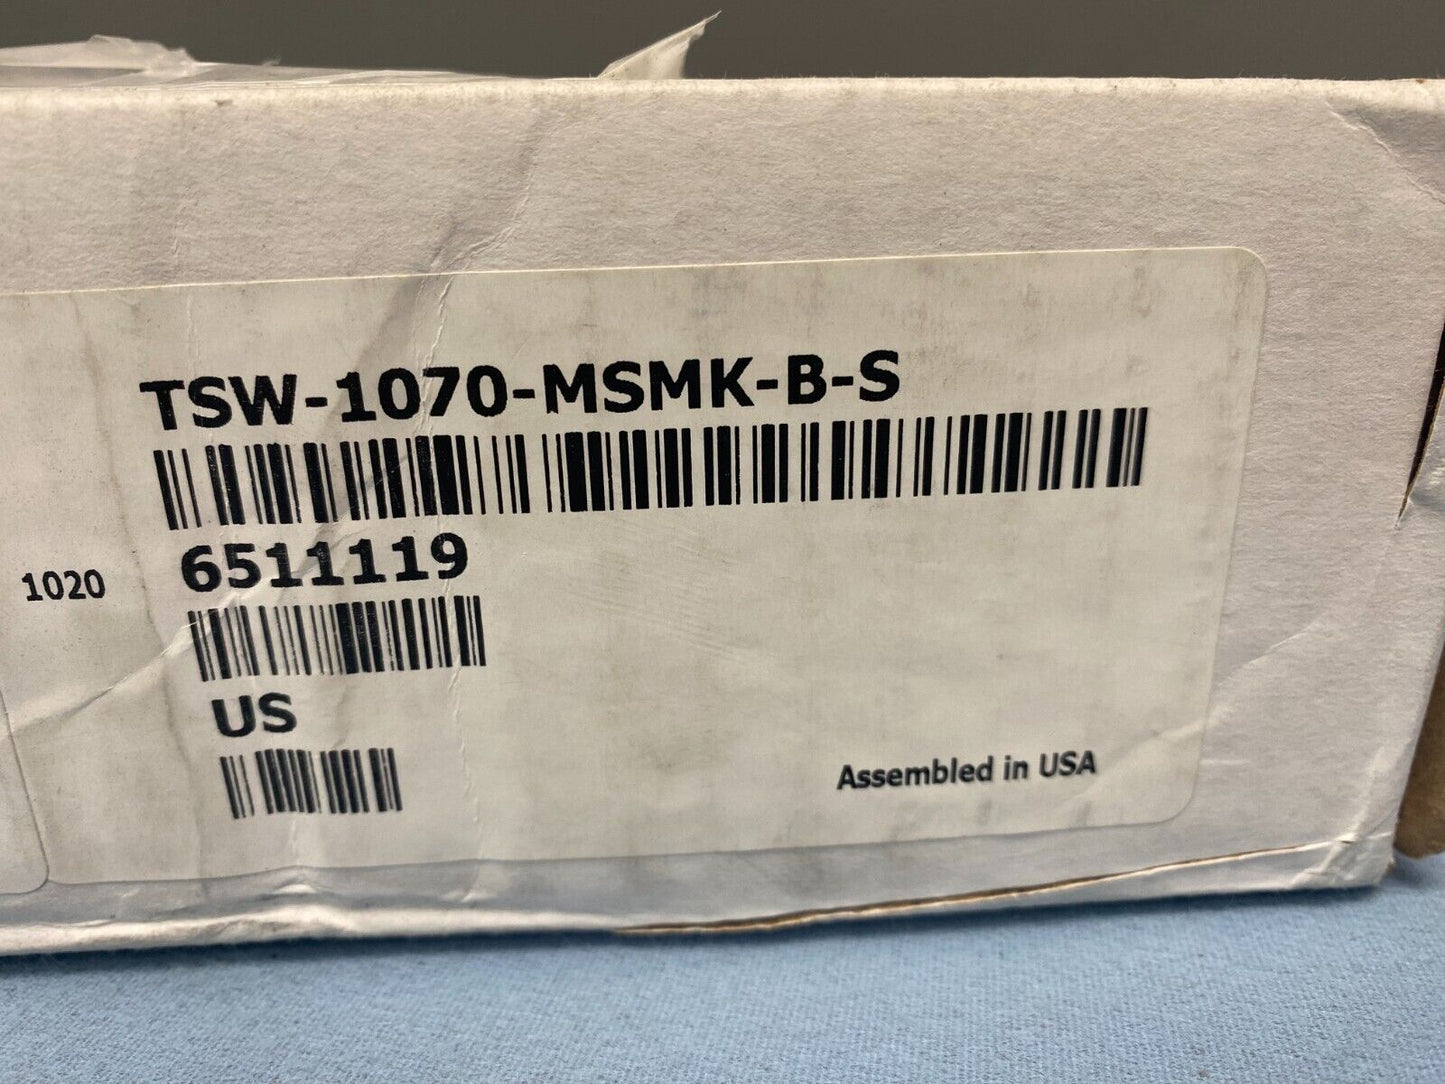 TSW-1070-MSMK-B-S
1020
6511119
US
Assembled in USA